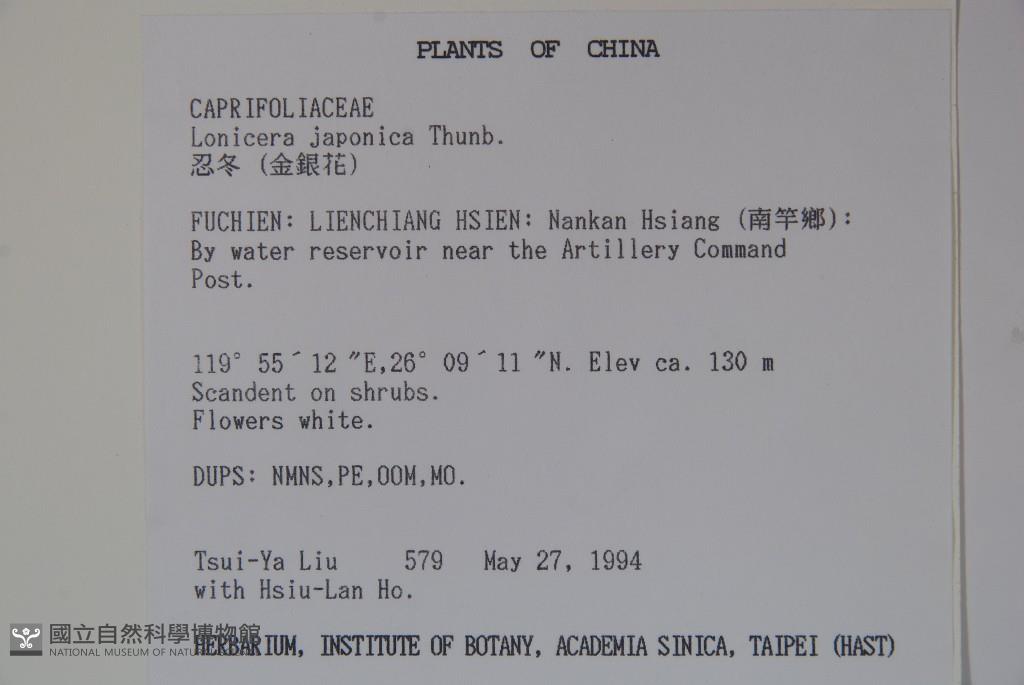 PLANTS OF CHINA
CAPRIFOLIACEAE
Lonicera japonica Thunb.
忍冬 (金銀花)
FUCHIEN: LIENCHIANG HSIEN: Nankan Hsiang (南竿鄉):
By water reservoir near the Artillery Command
Post.
119° 55´12 ″E,26° 09´11 ″N. Elev ca. 130 m
Scandent on shrubs.
Flowers white.
DUPS: NMNS,PE,OOM,MO.
Tsui-Ya Liu 579 May 27, 1994
with Hsiu-Lan Ho.
HERBARIUM, INSTITUTE OF BOTANY, ACADEMIA SINICA, TAIPEI (HAST)
國立自然科學博物館
NATIONAL MUSEUM OF